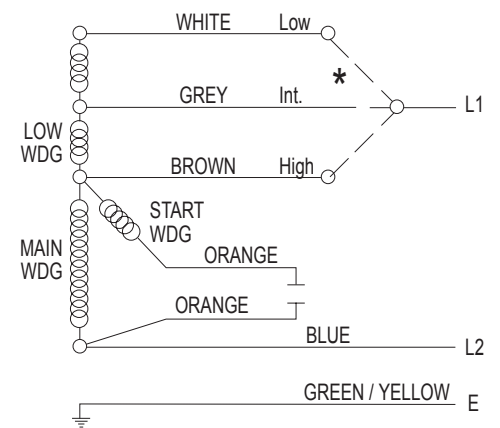 WHITE Low
*
GREY Int.
L1
LOW
WDG
BROWN High
START
WDG
MAIN
WDG
ORANGE
ORANGE
BLUE
L2
GREEN / YELLOW
E